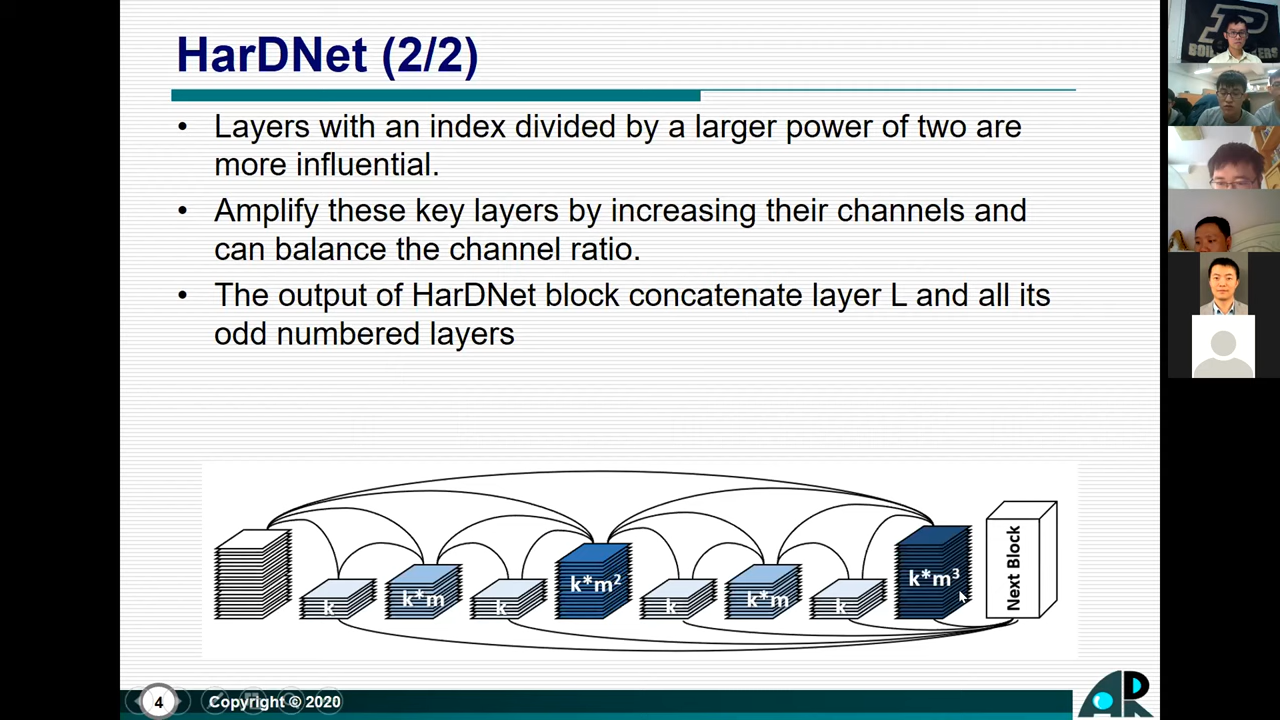 HarDNet (2/2)
• Layers with an index divided by a larger power of two are
more influential.
• Amplify these key layers by increasing their channels and
can balance the channel ratio.
• The output of HarDNet block concatenate layer L and all its
odd numbered layers
k
k*m
k
k*m²
k
k*m
k
k*m³
Next Block
4
Copyright © 2020